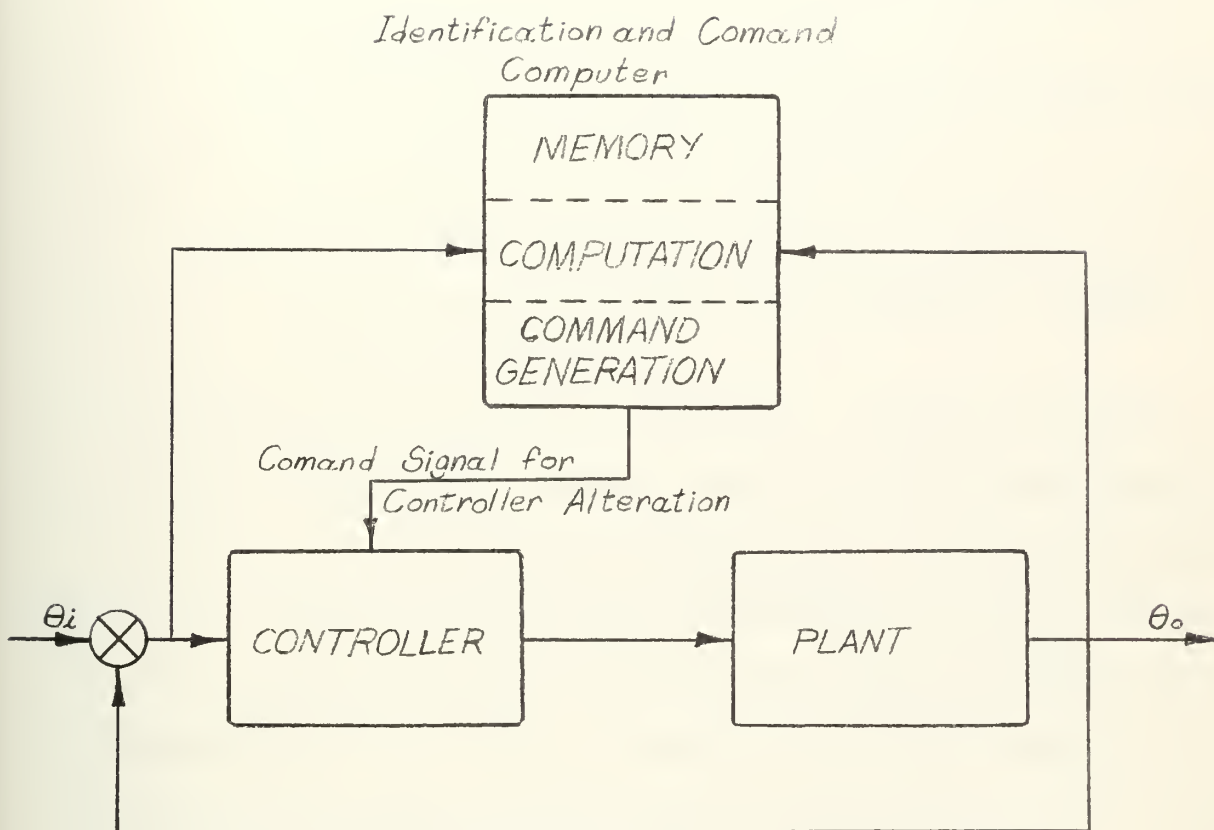 Identification and Comand
Computer
MEMORY
COMPUTATION
COMMAND
GENERATION
Comand Signal for
Controller Alteration
θi
CONTROLLER
PLANT
θo